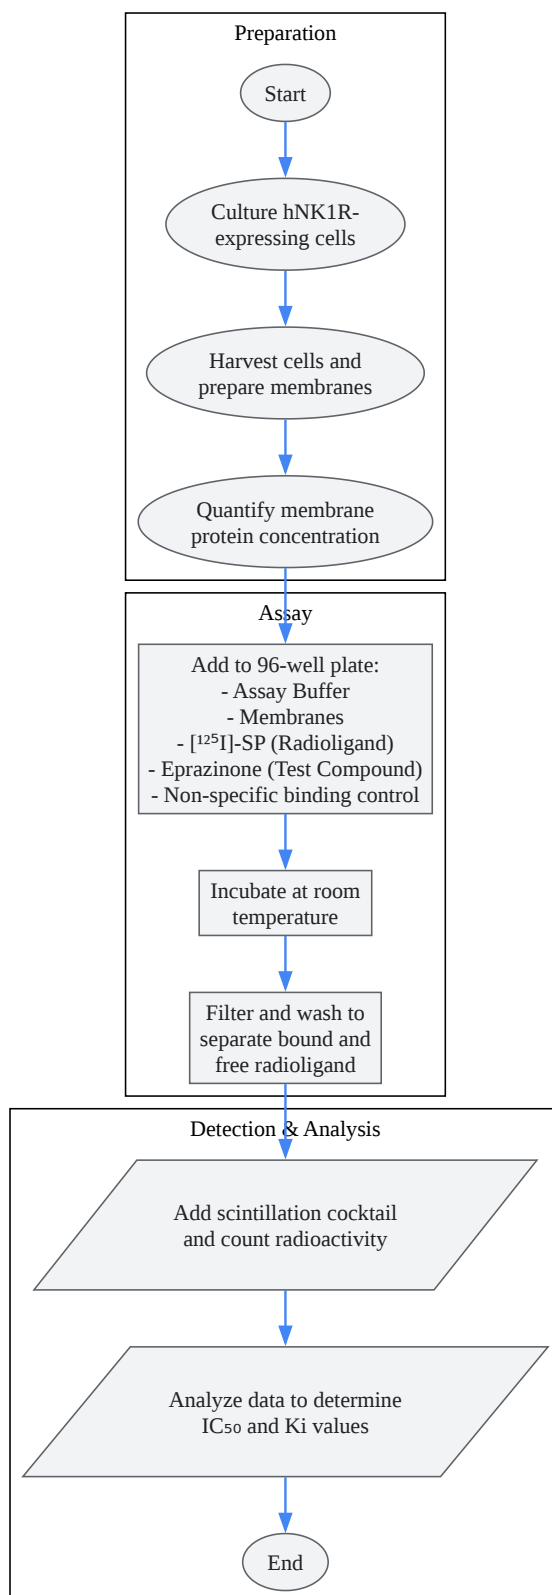 Preparation
Start
Culture hNK1R-
expressing cells
Harvest cells and
prepare membranes
Quantify membrane
protein concentration
Assay
Add to 96-well plate:
- Assay Buffer
- Membranes
- [¹²⁵I]-SP (Radioligand)
- Eprazinone (Test Compound)
- Non-specific binding control
Incubate at room
temperature
Filter and wash to
separate bound and
free radioligand
Detection & Analysis
Add scintillation cocktail
and count radioactivity
Analyze data to determine
IC₅₀ and Ki values
End